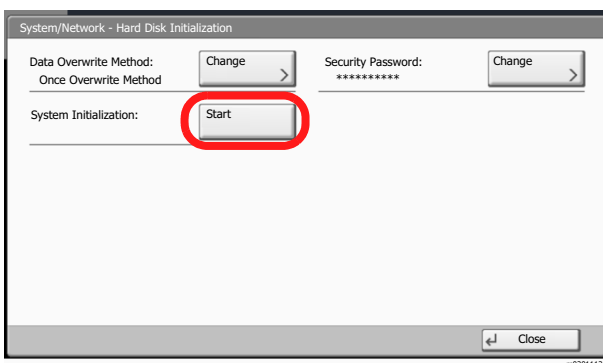 System/Network - Hard Disk Initialization
Data Overwrite Method:
Once Overwrite Method
Change
Security Password:
**********
Change
System Initialization:
Start
Close